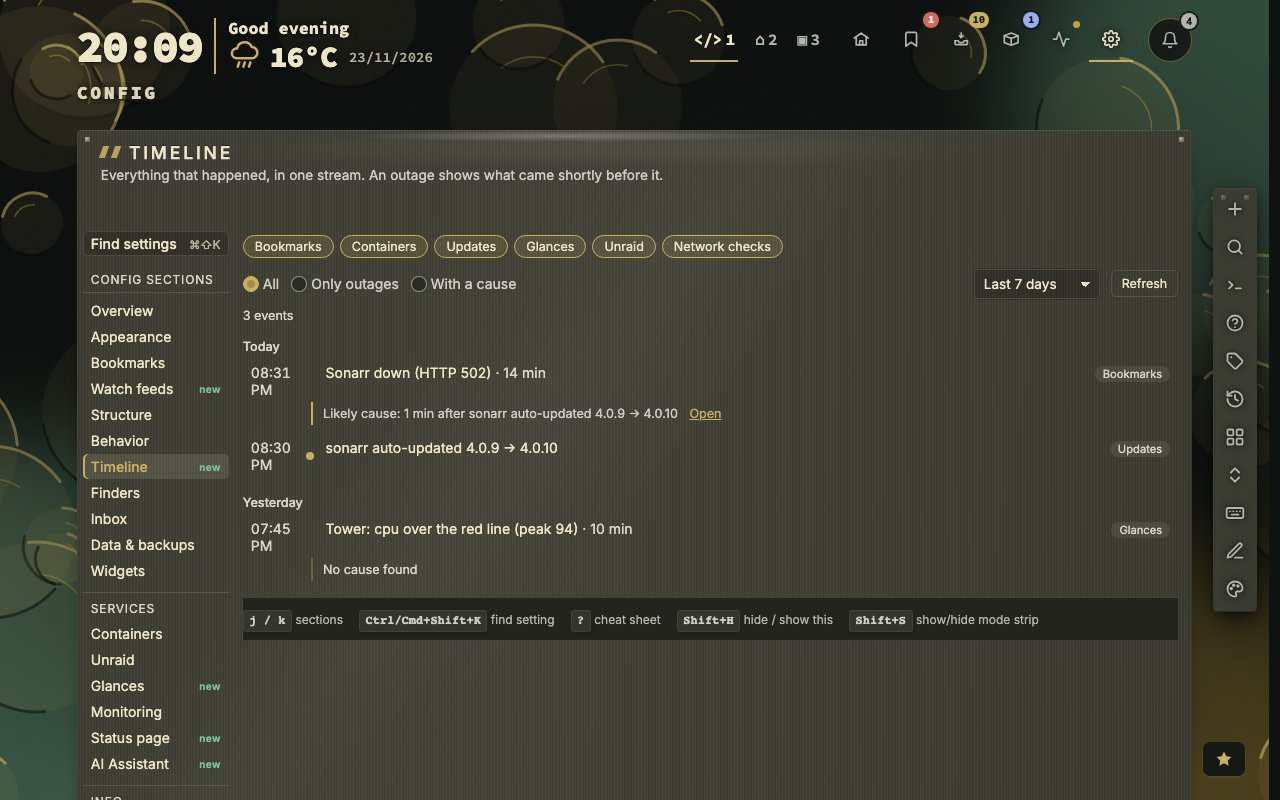 20:09
Good evening
16°C 23/11/2026
</> 1
2
3
1
10
1
4
CONFIG
TIMELINE
Everything that happened, in one stream. An outage shows what came shortly before it.
Find settings ⌘⇧K
CONFIG SECTIONS
Overview
Appearance
Bookmarks
Watch feeds new
Structure
Behavior
Timeline new
Finders
Inbox
Data & backups
Widgets
SERVICES
Containers
Unraid
Glances new
Monitoring
Status page new
AI Assistant new
Bookmarks Containers Updates Glances Unraid Network checks
All Only outages With a cause
Last 7 days Refresh
3 events
Today
08:31 PM Sonarr down (HTTP 502) · 14 min Bookmarks
Likely cause: 1 min after sonarr auto-updated 4.0.9 → 4.0.10 Open
08:30 PM sonarr auto-updated 4.0.9 → 4.0.10 Updates
Yesterday
07:45 PM Tower: cpu over the red line (peak 94) · 10 min Glances
No cause found
j / k sections Ctrl/Cmd+Shift+K find setting ? cheat sheet Shift+H hide / show this Shift+S show/hide mode strip